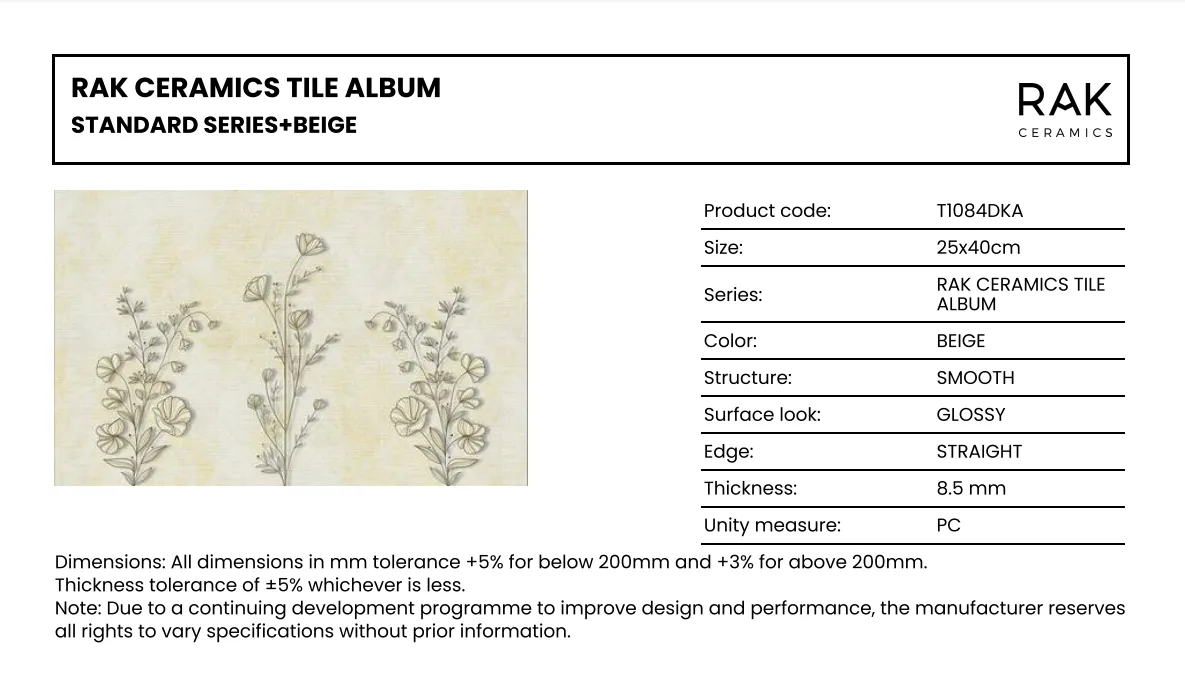 RAK CERAMICS TILE ALBUM
STANDARD SERIES+BEIGE
RAK
CERAMICS
Product code: T1084DKA
Size: 25x40cm
Series: RAK CERAMICS TILE
ALBUM
Color: BEIGE
Structure: SMOOTH
Surface look: GLOSSY
Edge: STRAIGHT
Thickness: 8.5 mm
Unity measure: PC
Dimensions: All dimensions in mm tolerance +5% for below 200mm and +3% for above 200mm.
Thickness tolerance of ±5% whichever is less.
Note: Due to a continuing development programme to improve design and performance, the manufacturer reserves
all rights to vary specifications without prior information.